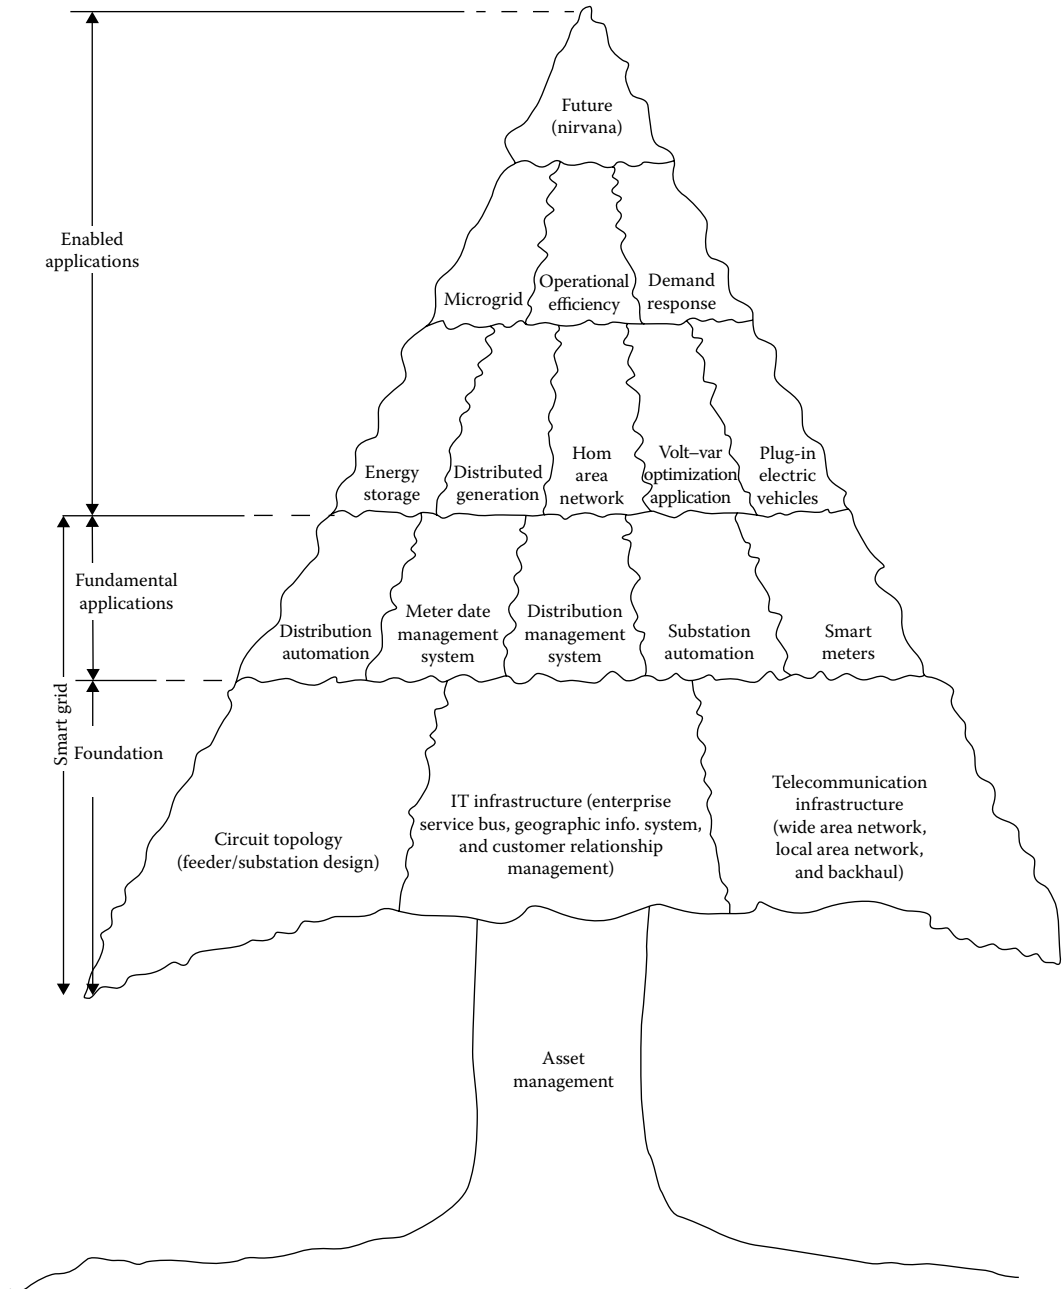 Future
(nirvana)
Enabled
applications
Microgrid
Operational
efficiency
Demand
response
Energy
storage
Distributed
generation
Hom
area
network
Volt–var
optimization
application
Plug-in
electric
vehicles
Fundamental
applications
Distribution
automation
Meter date
management
system
Distribution
management
system
Substation
automation
Smart
meters
Smart grid
Foundation
Circuit topology
(feeder/substation design)
IT infrastructure (enterprise
service bus, geographic info. system,
and customer relationship
management)
Telecommunication
infrastructure
(wide area network,
local area network,
and backhaul)
Asset
management